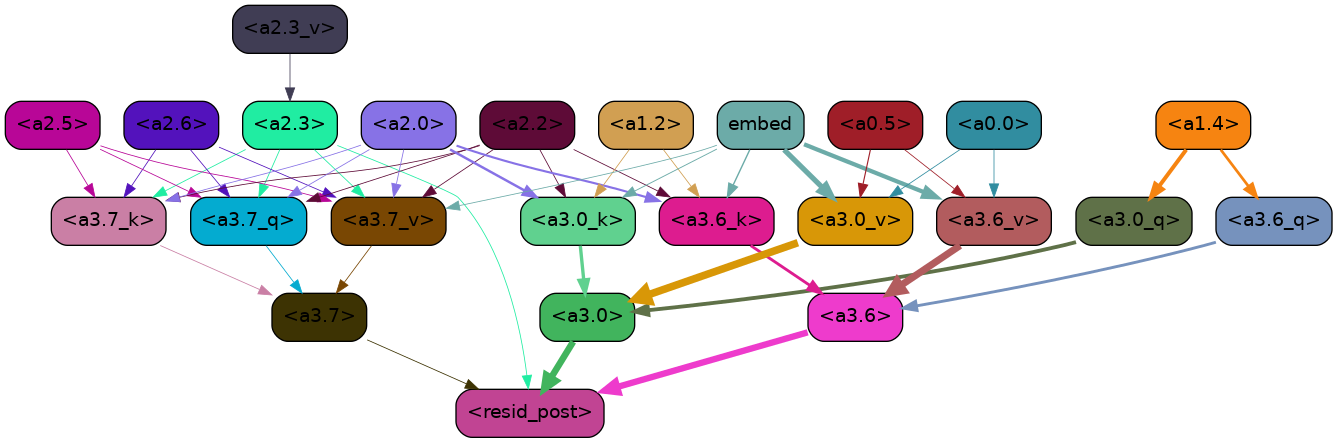 <a2.3_v>
<a2.5> <a2.6> <a2.3> <a2.0> <a2.2> <a1.2> embed <a0.5> <a0.0> <a1.4>
<a3.7_k> <a3.7_q> <a3.7_v> <a3.0_k> <a3.6_k> <a3.0_v> <a3.6_v> <a3.0_q> <a3.6_q>
<a3.7> <a3.0> <a3.6>
<resid_post>